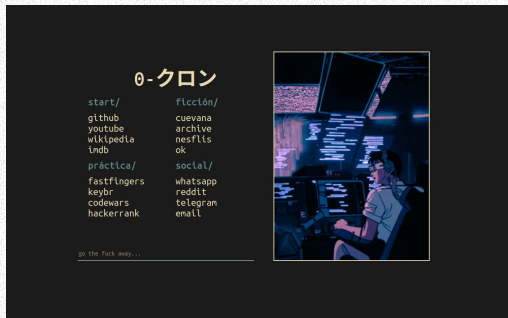 0-クロン
start/
github
youtube
wikipedia
imdb
ficción/
cuevana
archive
nesflis
ok
práctica/
fastfingers
keybr
codewars
hackerrank
social/
whatsapp
reddit
telegram
email
go the fuck away...